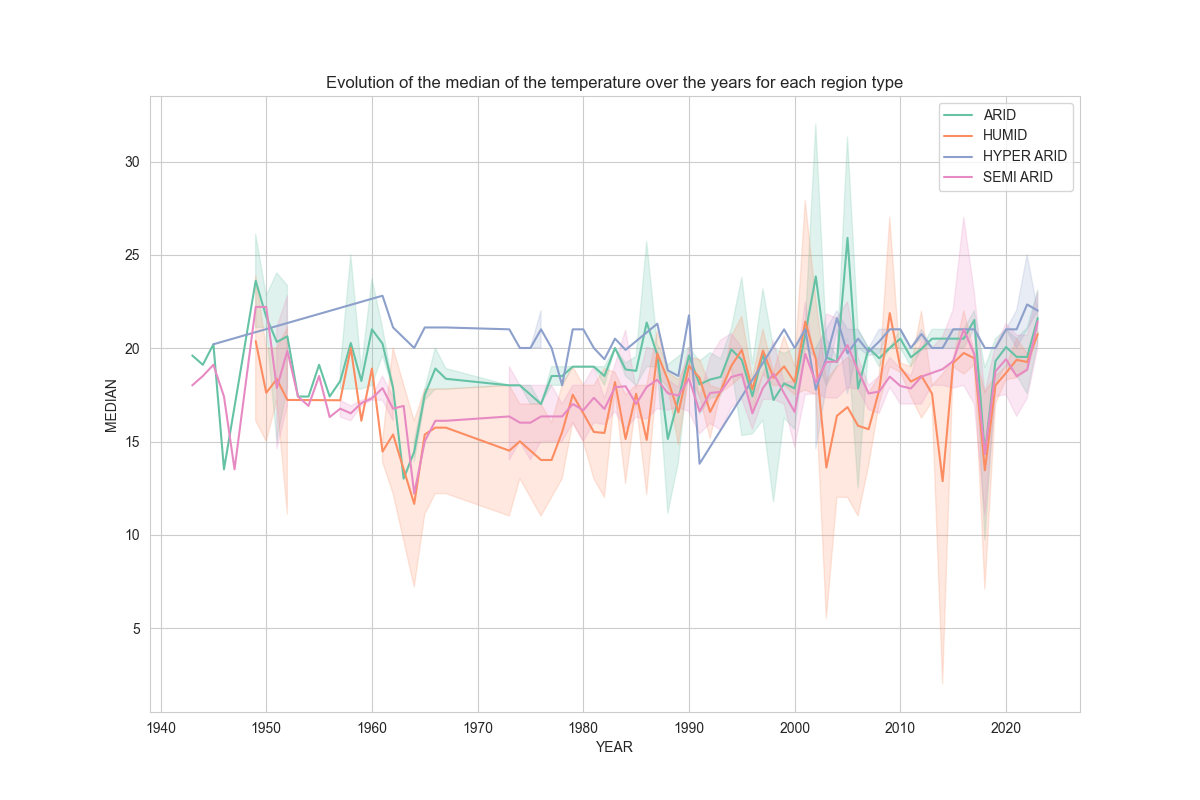 Evolution of the median of the temperature over the years for each region type
ARID
HUMID
HYPER ARID
SEMI ARID
30
25
20
15
10
5
MEDIAN
1940 1950 1960 1970 1980 1990 2000 2010 2020
YEAR